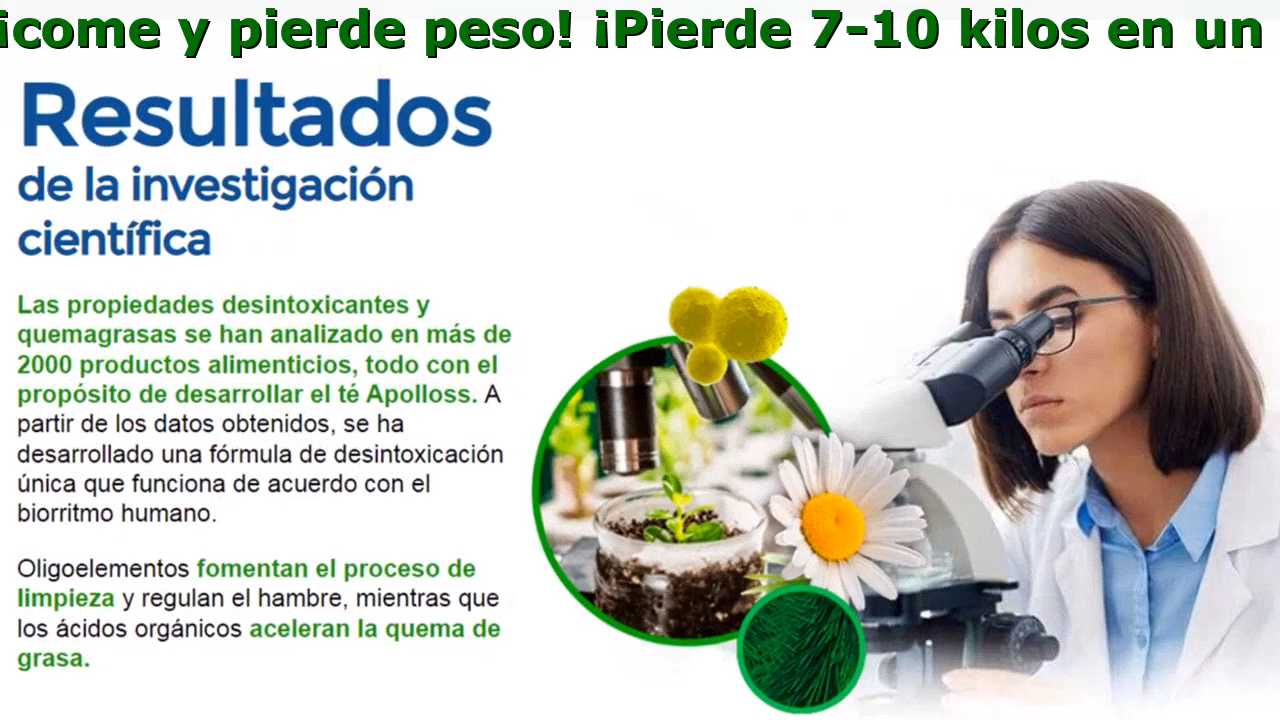 come y pierde peso! ¡Pierde 7-10 kilos en un
Resultados
de la investigación
científica
Las propiedades desintoxicantes y
quemagrasas se han analizado en más de
2000 productos alimenticios, todo con el
propósito de desarrollar el té Apolloss. A
partir de los datos obtenidos, se ha
desarrollado una fórmula de desintoxicación
única que funciona de acuerdo con el
biorritmo humano.
Oligoelementos fomentan el proceso de
limpieza y regulan el hambre, mientras que
los ácidos orgánicos aceleran la quema de
grasa.